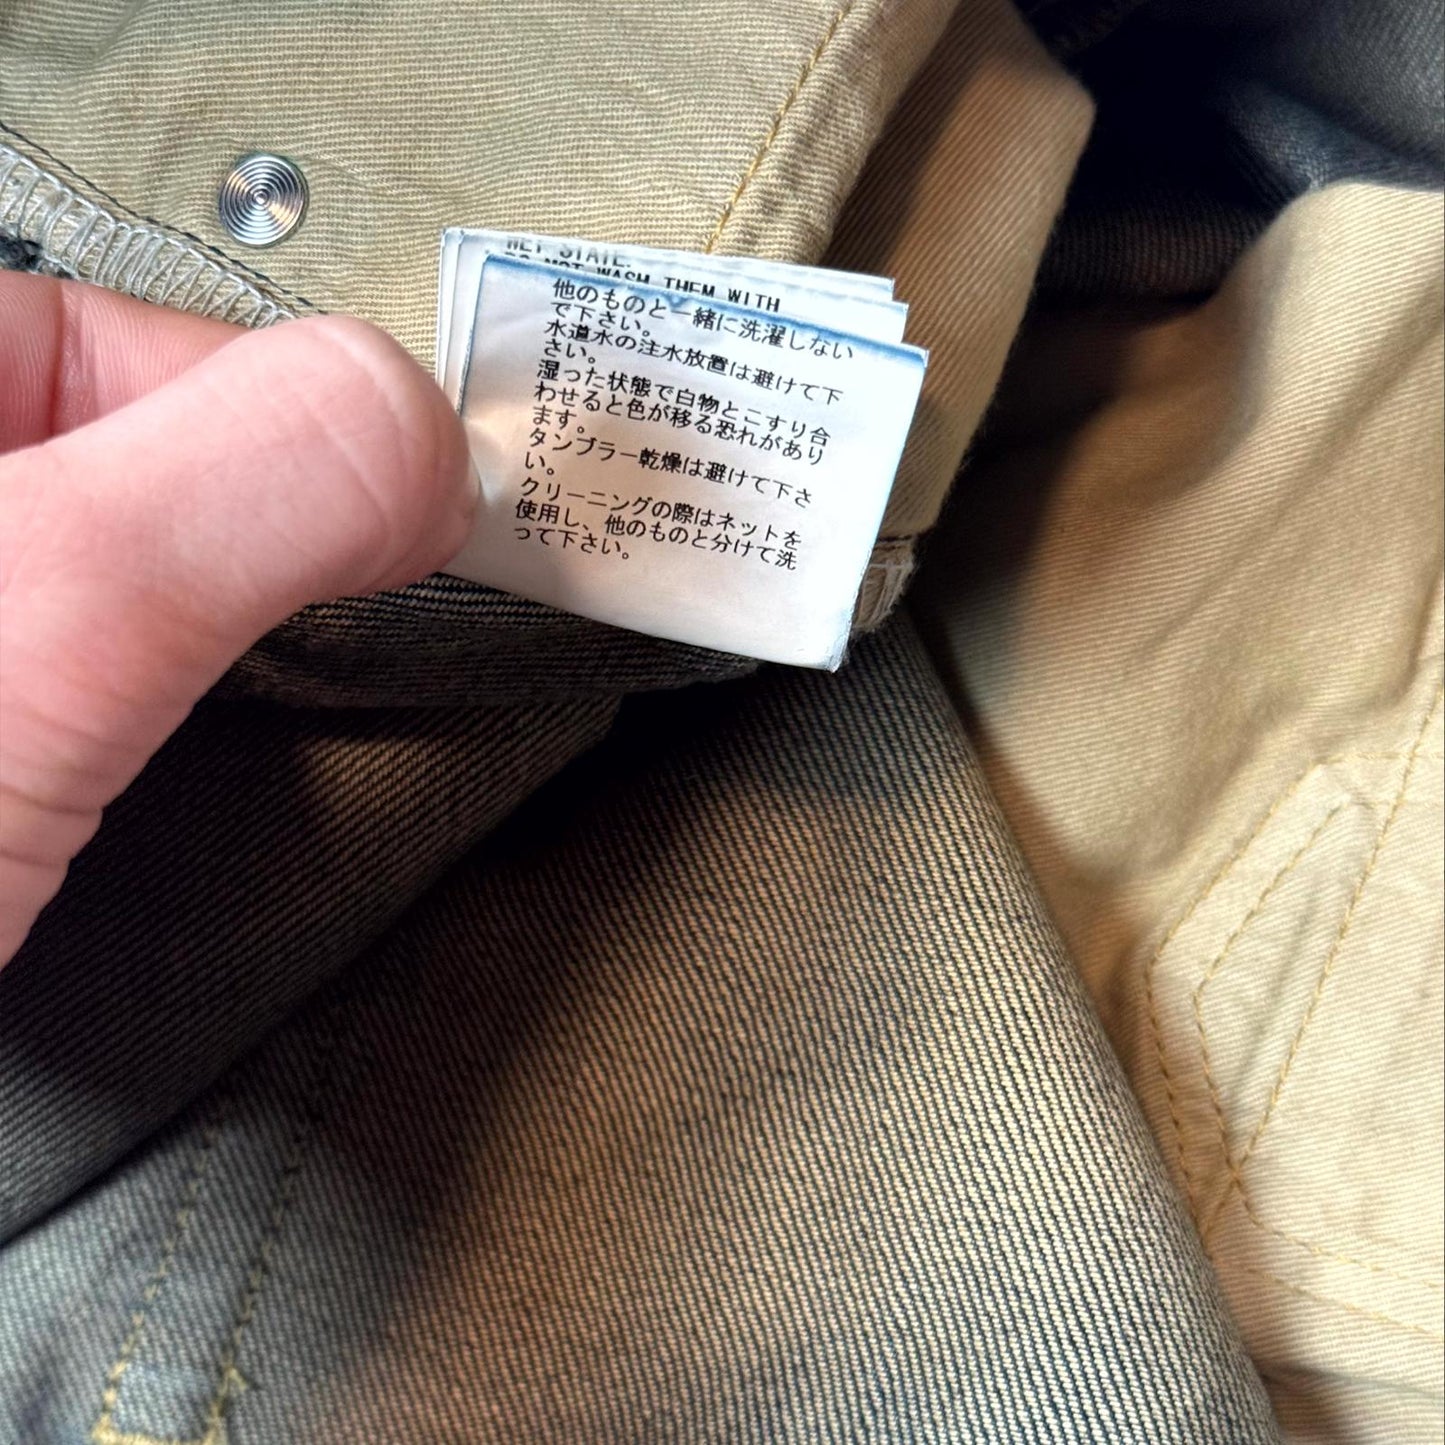 WET STATE.
DO NOT WASH THEM WITH
他のものと一緒に洗濯しない
で下さい。
水道水の注水放置は避けて下
さい。
湿った状態で白物とこすり合
わせると色が移る恐れがあり
ます。
タンブラー乾燥は避けて下さ
い。
クリーニングの際はネットを
使用し、他のものと分けて洗
って下さい。